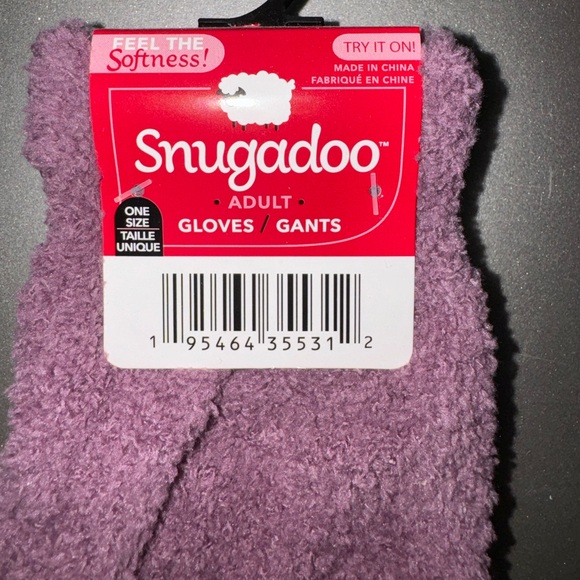 FEEL THE
Softness!
TRY IT ON!
MADE IN CHINA
FABRIQUÉ EN CHINE
Snugadoo™
• ADULT •
GLOVES / GANTS
ONE
SIZE
TAILLE
UNIQUE
1 95464 35531 2